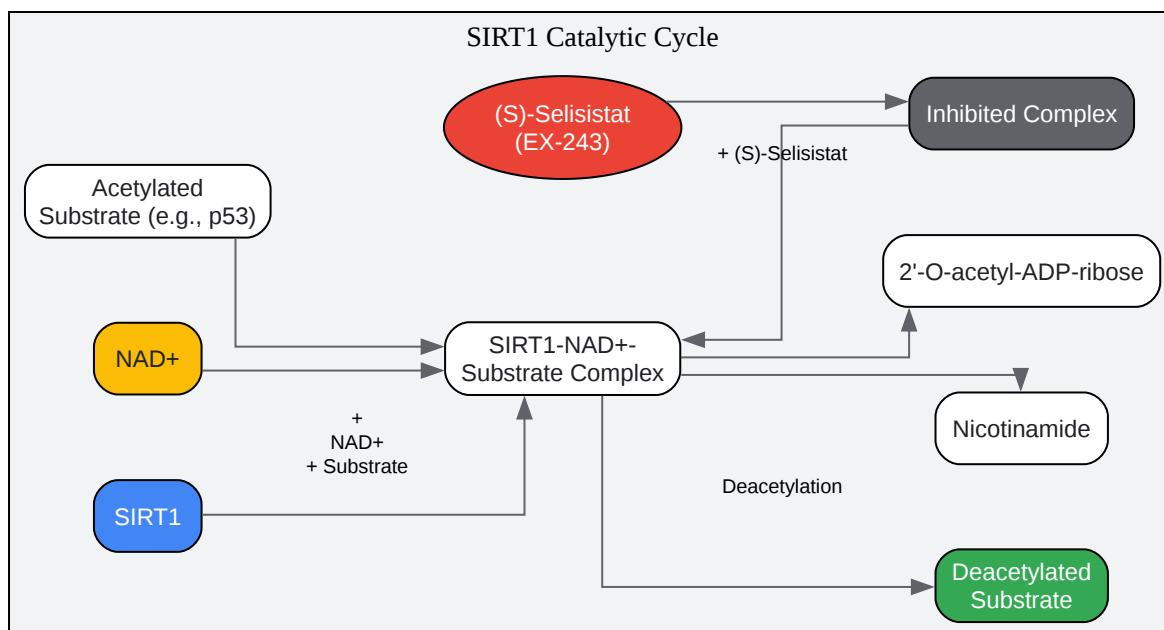 SIRT1 Catalytic Cycle
(S)-Selisistat
(EX-243)
Inhibited Complex
+ (S)-Selisistat
Acetylated
Substrate (e.g., p53)
2'-O-acetyl-ADP-ribose
NAD+
SIRT1-NAD+-
Substrate Complex
Nicotinamide
+
NAD+
+ Substrate
Deacetylation
SIRT1
Deacetylated
Substrate